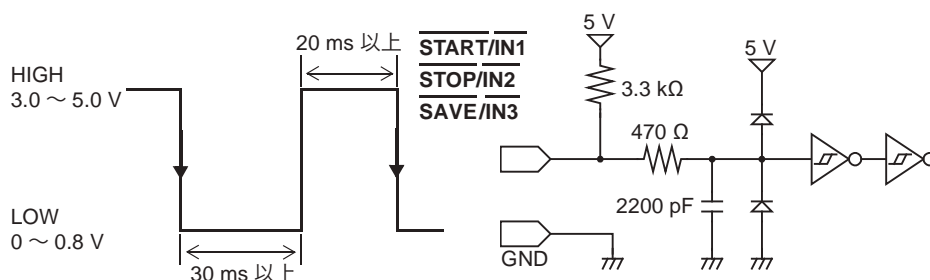 HIGH
3.0 ~ 5.0 V
LOW
0 ~ 0.8 V
20 ms 以上
30 ms 以上
START/IN1
STOP/IN2
SAVE/IN3
5 V
3.3 kΩ
470 Ω
2200 pF
5 V
GND